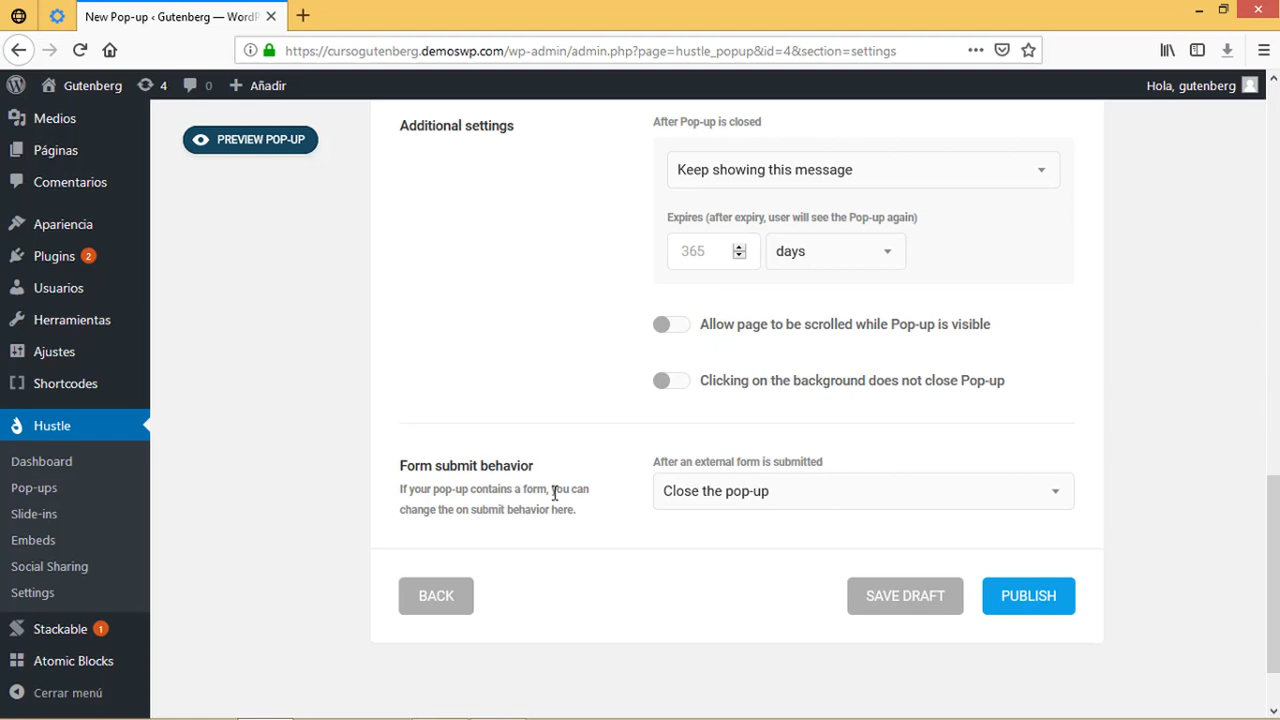 New Pop-up ‹ Gutenberg — WordP
https://cursogutenberg.demoswp.com/wp-admin/admin.php?page=hustle_popup&id=4&section=settings
Gutenberg
4
0
Añadir
Hola, gutenberg
Medios
Páginas
Comentarios
Apariencia
Plugins 2
Usuarios
Herramientas
Ajustes
Shortcodes
Hustle
Dashboard
Pop-ups
Slide-ins
Embeds
Social Sharing
Settings
Stackable 1
Atomic Blocks
Cerrar menú
PREVIEW POP-UP
Additional settings
After Pop-up is closed
Keep showing this message
Expires (after expiry, user will see the Pop-up again)
365
days
Allow page to be scrolled while Pop-up is visible
Clicking on the background does not close Pop-up
Form submit behavior
If your pop-up contains a form, you can
change the on submit behavior here.
After an external form is submitted
Close the pop-up
BACK
SAVE DRAFT
PUBLISH